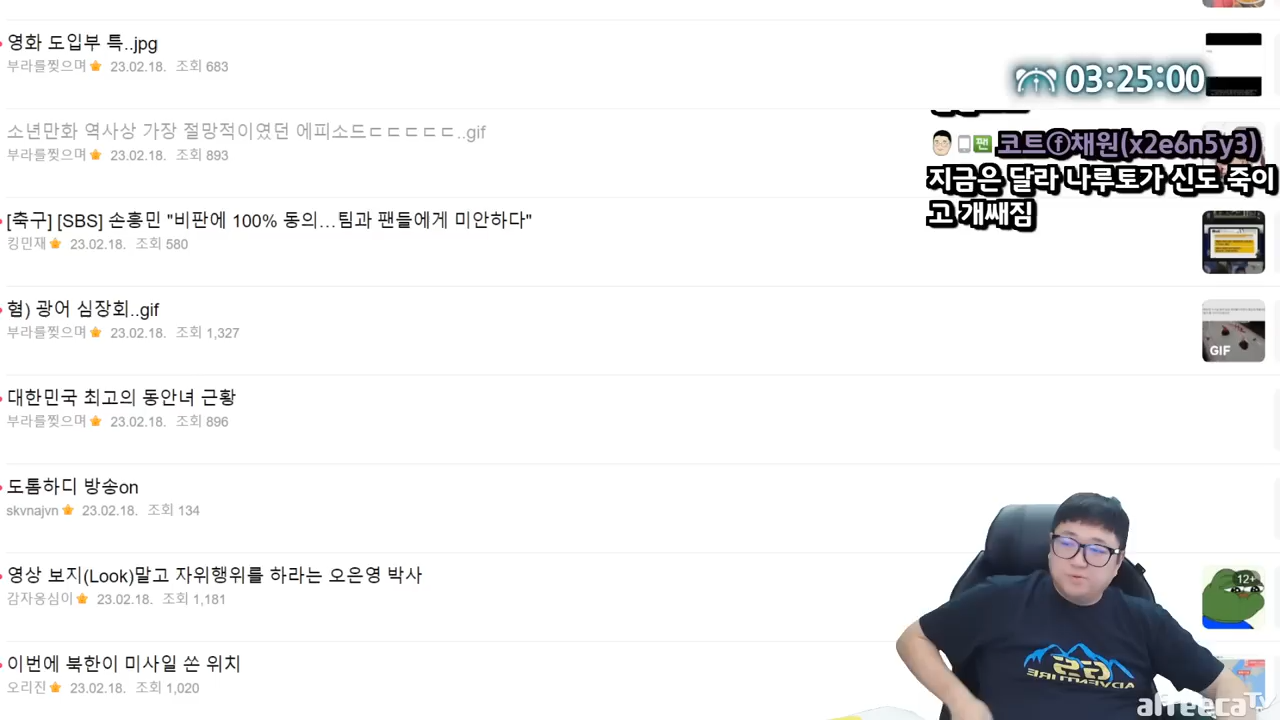 영화 도입부 특..jpg
부라를찢으며 23.02.18. 조회 683
03:25:00
소년만화 역사상 가장 절망적이였던 에피소드ㄷㄷㄷㄷㄷ..gif
부라를찢으며 23.02.18. 조회 893
팬 코트ⓕ채원(x2e6n5y3)
지금은 달라 나루토가 신도 죽이
고 개쌔짐
[축구] [SBS] 손흥민 "비판에 100% 동의…팀과 팬들에게 미안하다"
킹민재 23.02.18. 조회 580
혐) 광어 심장회..gif
부라를찢으며 23.02.18. 조회 1,327
GIF
대한민국 최고의 동안녀 근황
부라를찢으며 23.02.18. 조회 896
도톰하디 방송on
skvnajvn 23.02.18. 조회 134
영상 보지(Look)말고 자위행위를 하라는 오은영 박사
감자옹심이 23.02.18. 조회 1,181
12+
이번에 북한이 미사일 쏜 위치
오리진 23.02.18. 조회 1,020
GS
ADVENTURE
afreecaTV